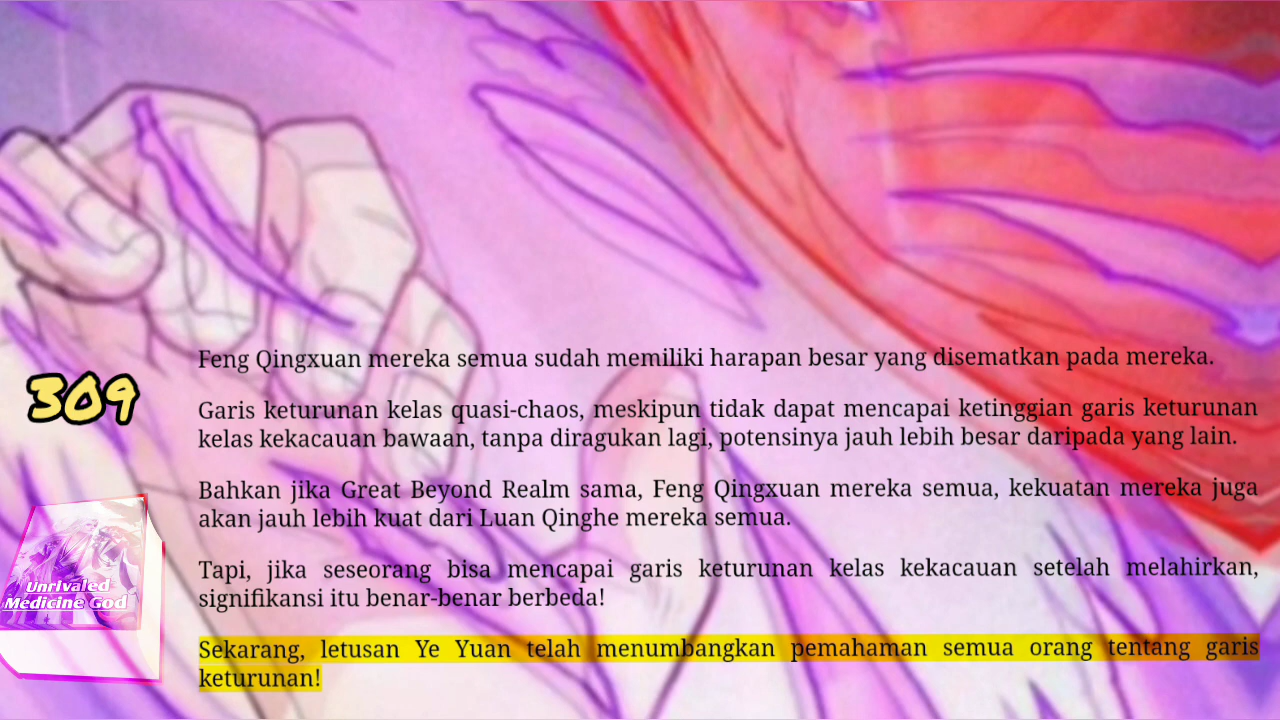 Feng Qingxuan mereka semua sudah memiliki harapan besar yang disematkan pada mereka.
309
Garis keturunan kelas quasi-chaos, meskipun tidak dapat mencapai ketinggian garis keturunan
kelas kekacauan bawaan, tanpa diragukan lagi, potensinya jauh lebih besar daripada yang lain.
Bahkan jika Great Beyond Realm sama, Feng Qingxuan mereka semua, kekuatan mereka juga
akan jauh lebih kuat dari Luan Qinghe mereka semua.
Tapi, jika seseorang bisa mencapai garis keturunan kelas kekacauan setelah melahirkan,
signifikansi itu benar-benar berbeda!
Unrivaled
Medicine God
Sekarang, letusan Ye Yuan telah menumbangkan pemahaman semua orang tentang garis
keturunan!